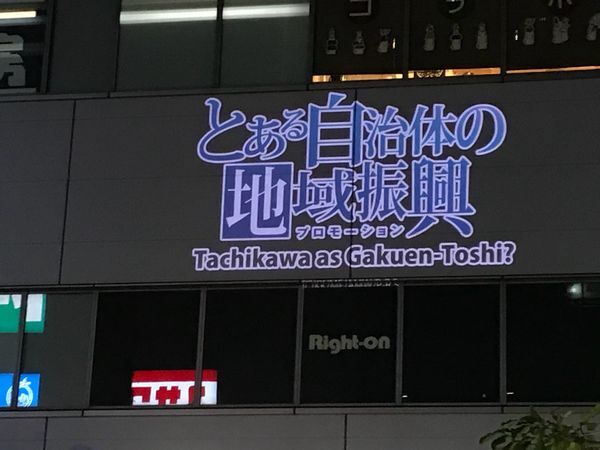 房
とある自治体の
地域振興
プロモーション
Tachikawa as Gakuen-Toshi?
Right-on